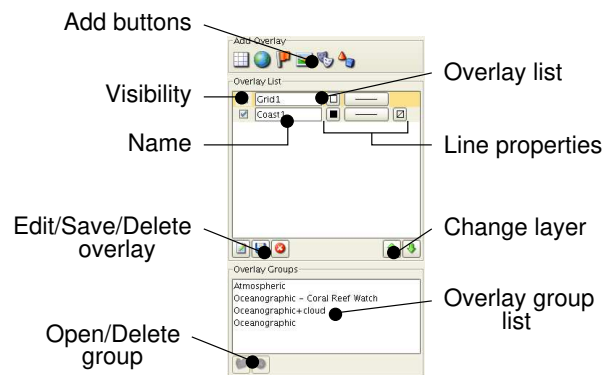 Add buttons
Add Overlay
Overlay List
Visibility
Grid1
Overlay list
Name
Coast1
Line properties
Edit/Save/Delete
overlay
Change layer
Overlay Groups
Atmospheric
Oceanographic - Coral Reef Watch
Oceanographic+cloud
Oceanographic
Overlay group
list
Open/Delete
group